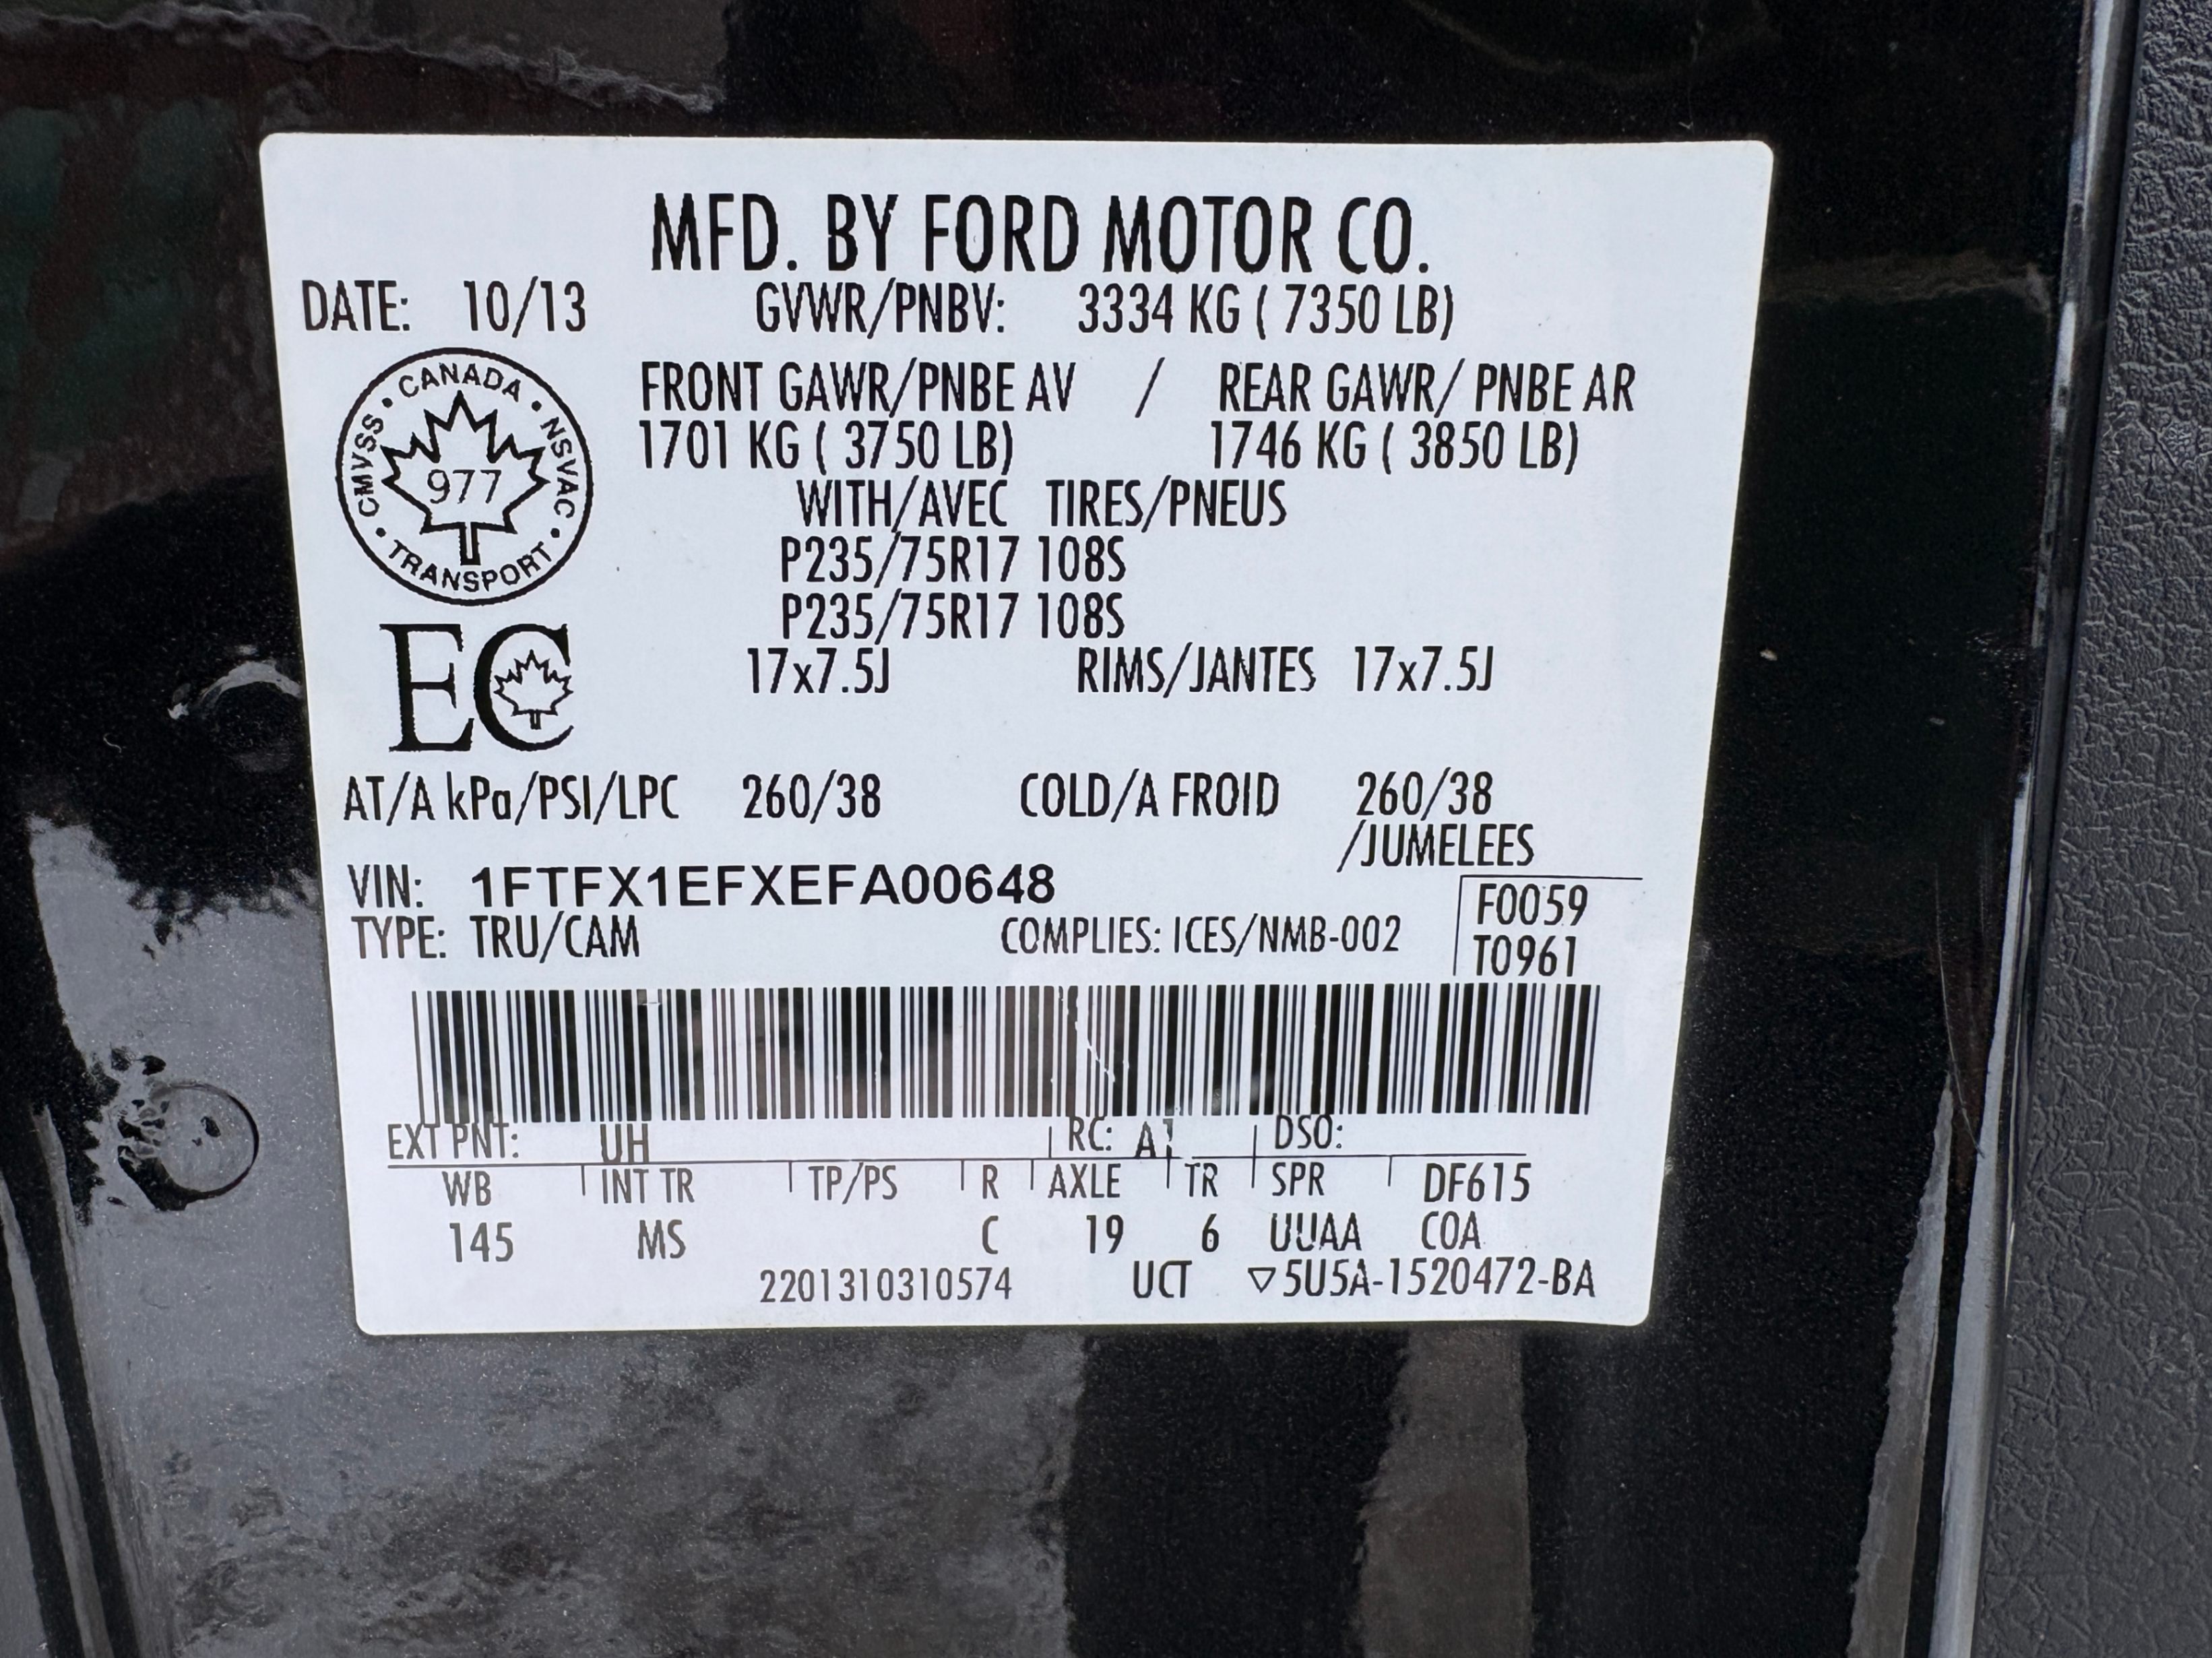 MFD. BY FORD MOTOR CO.
DATE: 10/13 GVWR/PNBV: 3334 KG ( 7350 LB)
CANADA • NSVAC • TRANSPORT • CMVSS •
977
FRONT GAWR/PNBE AV / REAR GAWR/ PNBE AR
1701 KG ( 3750 LB) 1746 KG ( 3850 LB)
WITH/AVEC TIRES/PNEUS
P235/75R17 108S
P235/75R17 108S
EC
17x7.5J RIMS/JANTES 17x7.5J
AT/A kPa/PSI/LPC 260/38 COLD/A FROID 260/38
/JUMELEES
VIN: 1FTFX1EFXEFA00648
F0059
TYPE: TRU/CAM COMPLIES: ICES/NMB-002
T0961
EXT PNT: UH RC: A1 DSO:
WB INT TR TP/PS R AXLE TR SPR DF615
145 MS C 19 6 UUAA COA
2201310310574 UCT ▽5U5A-1520472-BA